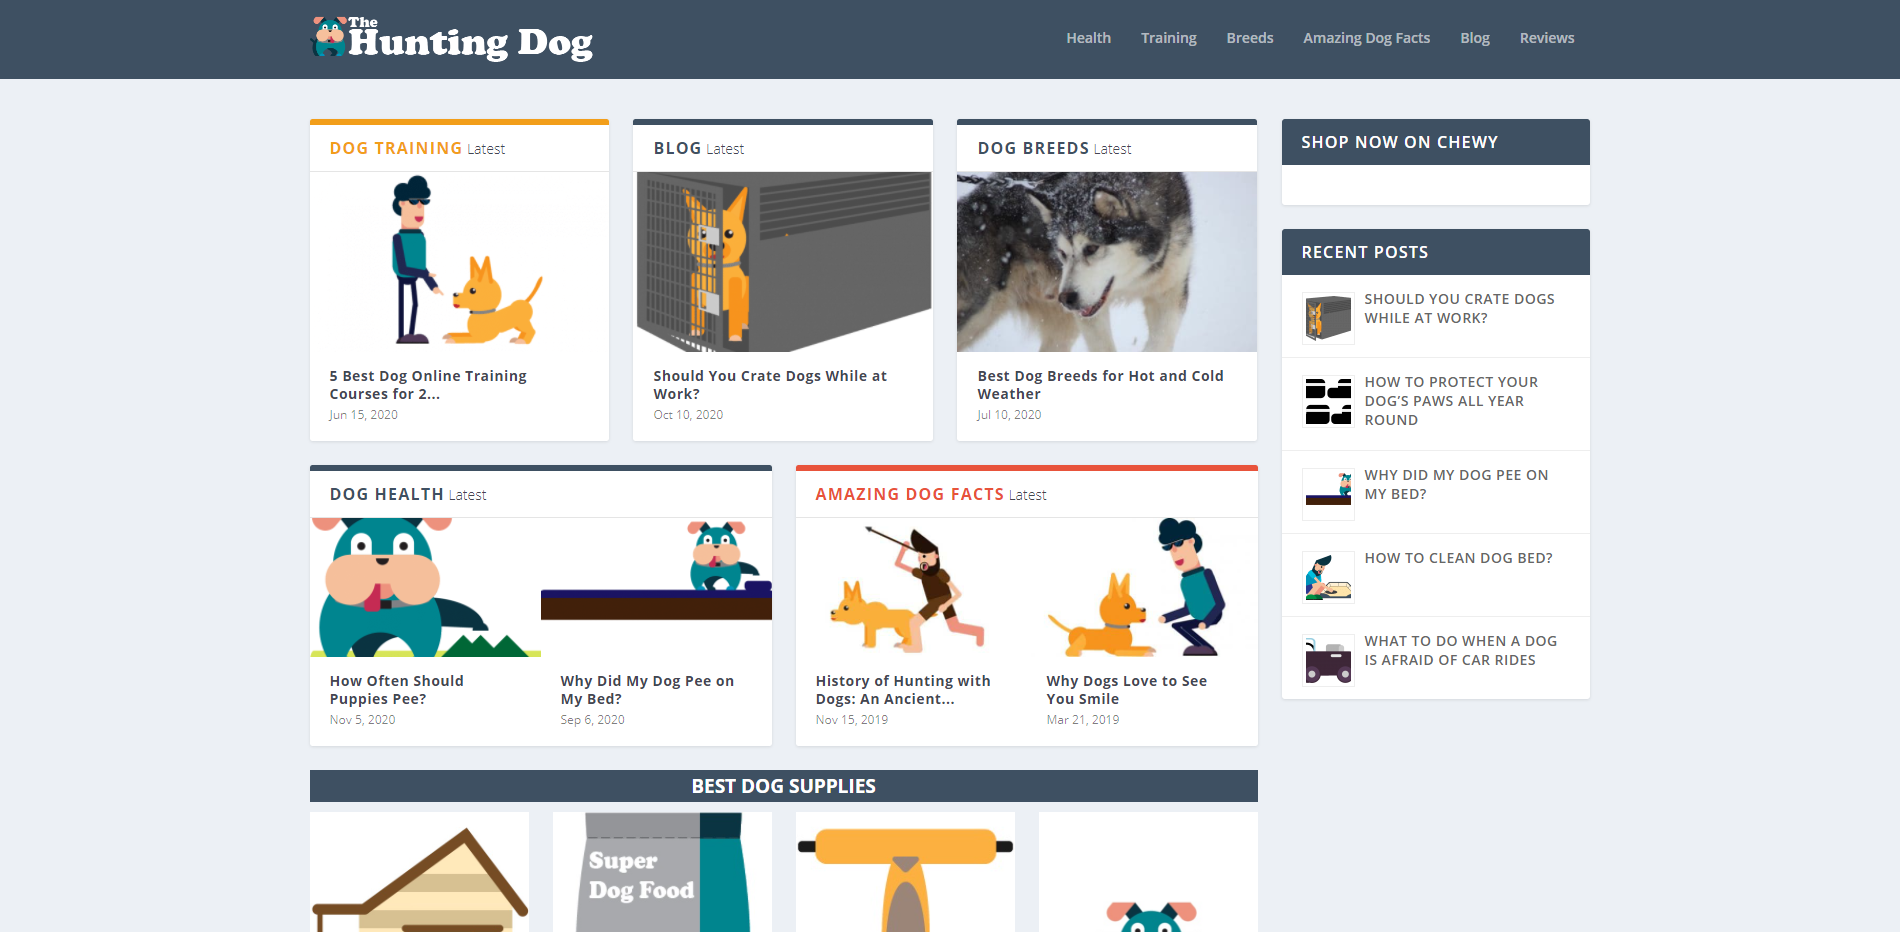 The
Hunting Dog
Health Training Breeds Amazing Dog Facts Blog Reviews
DOG TRAINING Latest
5 Best Dog Online Training
Courses for 2...
Jun 15, 2020
BLOG Latest
Should You Crate Dogs While at
Work?
Oct 10, 2020
DOG BREEDS Latest
Best Dog Breeds for Hot and Cold
Weather
Jul 10, 2020
DOG HEALTH Latest
How Often Should
Puppies Pee?
Nov 5, 2020
Why Did My Dog Pee on
My Bed?
Sep 6, 2020
AMAZING DOG FACTS Latest
History of Hunting with
Dogs: An Ancient...
Nov 15, 2019
Why Dogs Love to See
You Smile
Mar 21, 2019
BEST DOG SUPPLIES
Super
Dog Food
SHOP NOW ON CHEWY
RECENT POSTS
SHOULD YOU CRATE DOGS
WHILE AT WORK?
HOW TO PROTECT YOUR
DOG’S PAWS ALL YEAR
ROUND
WHY DID MY DOG PEE ON
MY BED?
HOW TO CLEAN DOG BED?
WHAT TO DO WHEN A DOG
IS AFRAID OF CAR RIDES